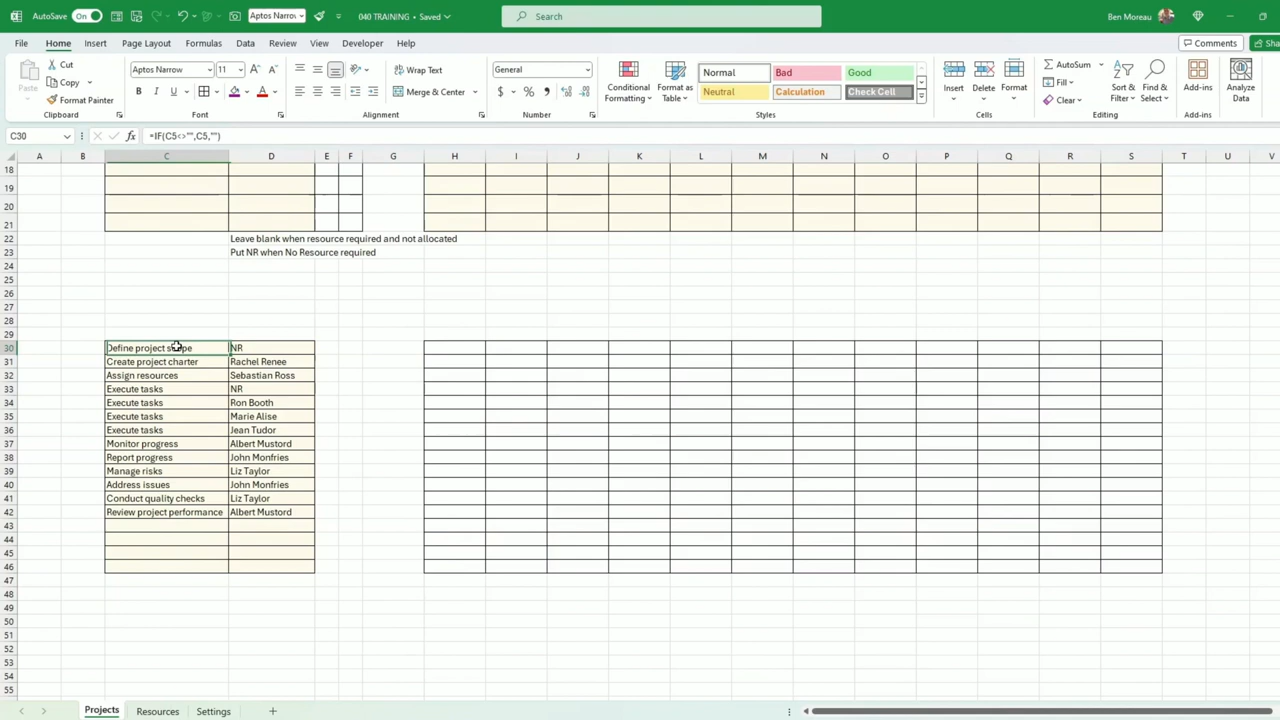 AutoSave On Aptos Narrow 040 TRAINING • Saved Search Ben Moreau
File Home Insert Page Layout Formulas Data Review View Developer Help Comments Sha
Paste Cut Copy Format Painter Clipboard
Aptos Narrow 11 B I U A Font
Wrap Text Merge & Center Alignment
General $ % Number
Conditional Formatting Format as Table Normal Bad Good Neutral Calculation Check Cell Styles
Insert Delete Format Cells
AutoSum Fill Clear Sort & Filter Find & Select Editing
Add-ins Add-ins
Analyze Data
C30 fx =IF(C5<>"",C5,"")
A B C D E F G H I J K L M N O P Q R S T U V
18
19
20
21
22 Leave blank when resource required and not allocated
23 Put NR when No Resource required
24
25
26
27
28
29
30 Define project scope NR
31 Create project charter Rachel Renee
32 Assign resources Sebastian Ross
33 Execute tasks NR
34 Execute tasks Ron Booth
35 Execute tasks Marie Alise
36 Execute tasks Jean Tudor
37 Monitor progress Albert Mustord
38 Report progress John Monfries
39 Manage risks Liz Taylor
40 Address issues John Monfries
41 Conduct quality checks Liz Taylor
42 Review project performance Albert Mustord
43
44
45
46
47
48
49
50
51
52
53
54
55
Projects Resources Settings